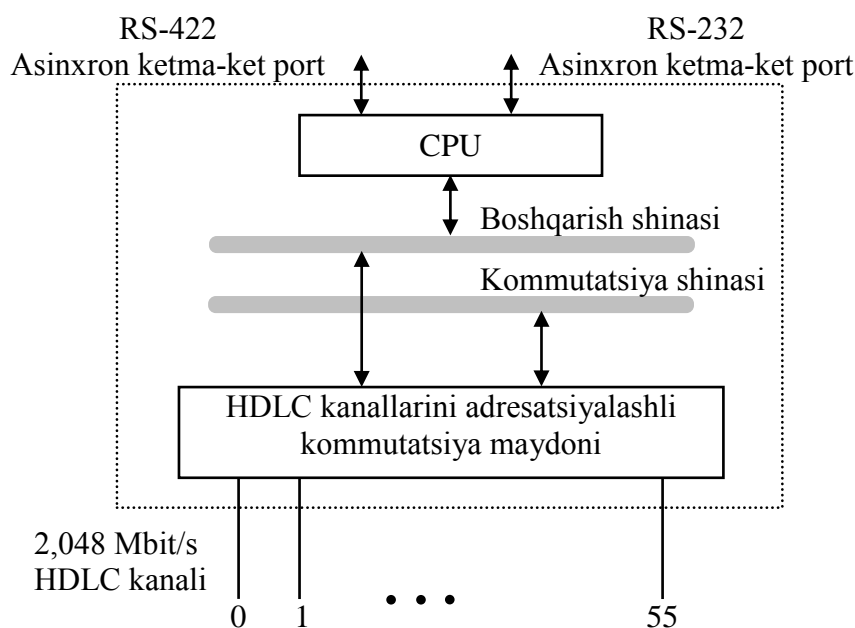 RS-422
Asinxron ketma-ket port
RS-232
Asinxron ketma-ket port
CPU
Boshqarish shinasi
Kommutatsiya shinasi
HDLC kanallarini adresatsiyalashli
kommutatsiya maydoni
2,048 Mbit/s
HDLC kanali
0 1 • • • 55